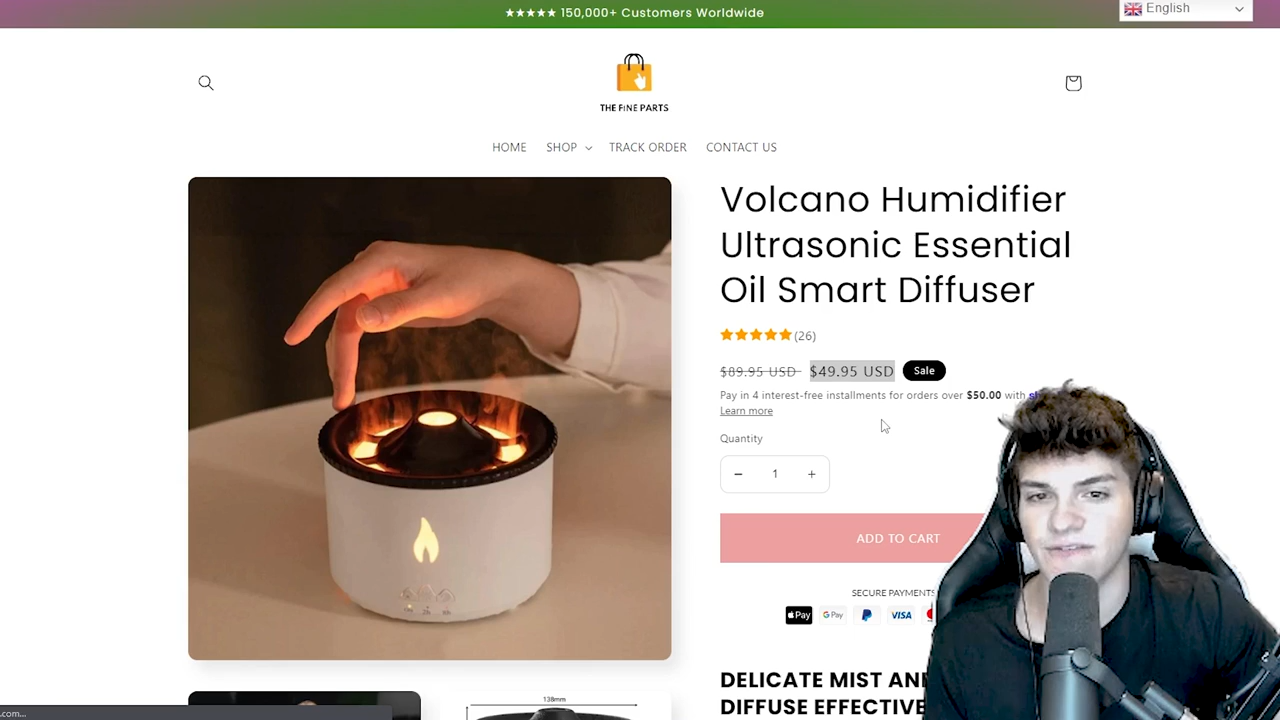 ★★★★★ 150,000+ Customers Worldwide
English
THE FINE PARTS
HOME SHOP TRACK ORDER CONTACT US
Volcano Humidifier
Ultrasonic Essential
Oil Smart Diffuser
(26)
$89.95 USD $49.95 USD Sale
Pay in 4 interest-free installments for orders over $50.00 with
Learn more
Quantity
− 1 +
ADD TO CART
SECURE PAYMENTS
Pay G Pay VISA
DELICATE MIST AN
DIFFUSE EFFECTIVE
138mm
.com...